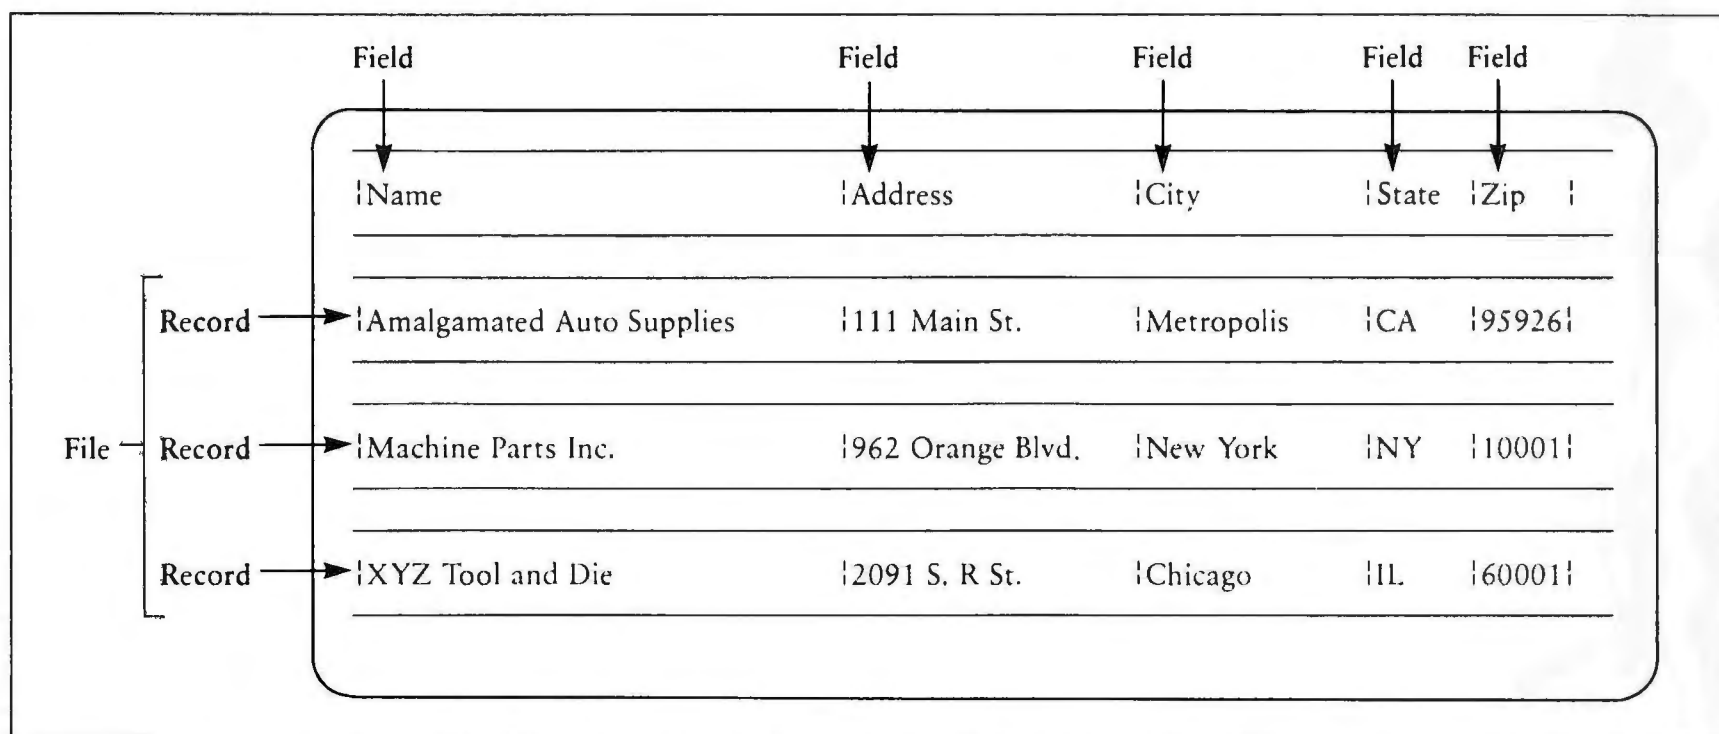 Field Field Field Field Field
¦Name ¦Address ¦City ¦State ¦Zip ¦
Record ¦Amalgamated Auto Supplies ¦111 Main St. ¦Metropolis ¦CA ¦95926¦
File Record ¦Machine Parts Inc. ¦962 Orange Blvd. ¦New York ¦NY ¦10001¦
Record ¦XYZ Tool and Die ¦2091 S. R St. ¦Chicago ¦IL ¦60001¦